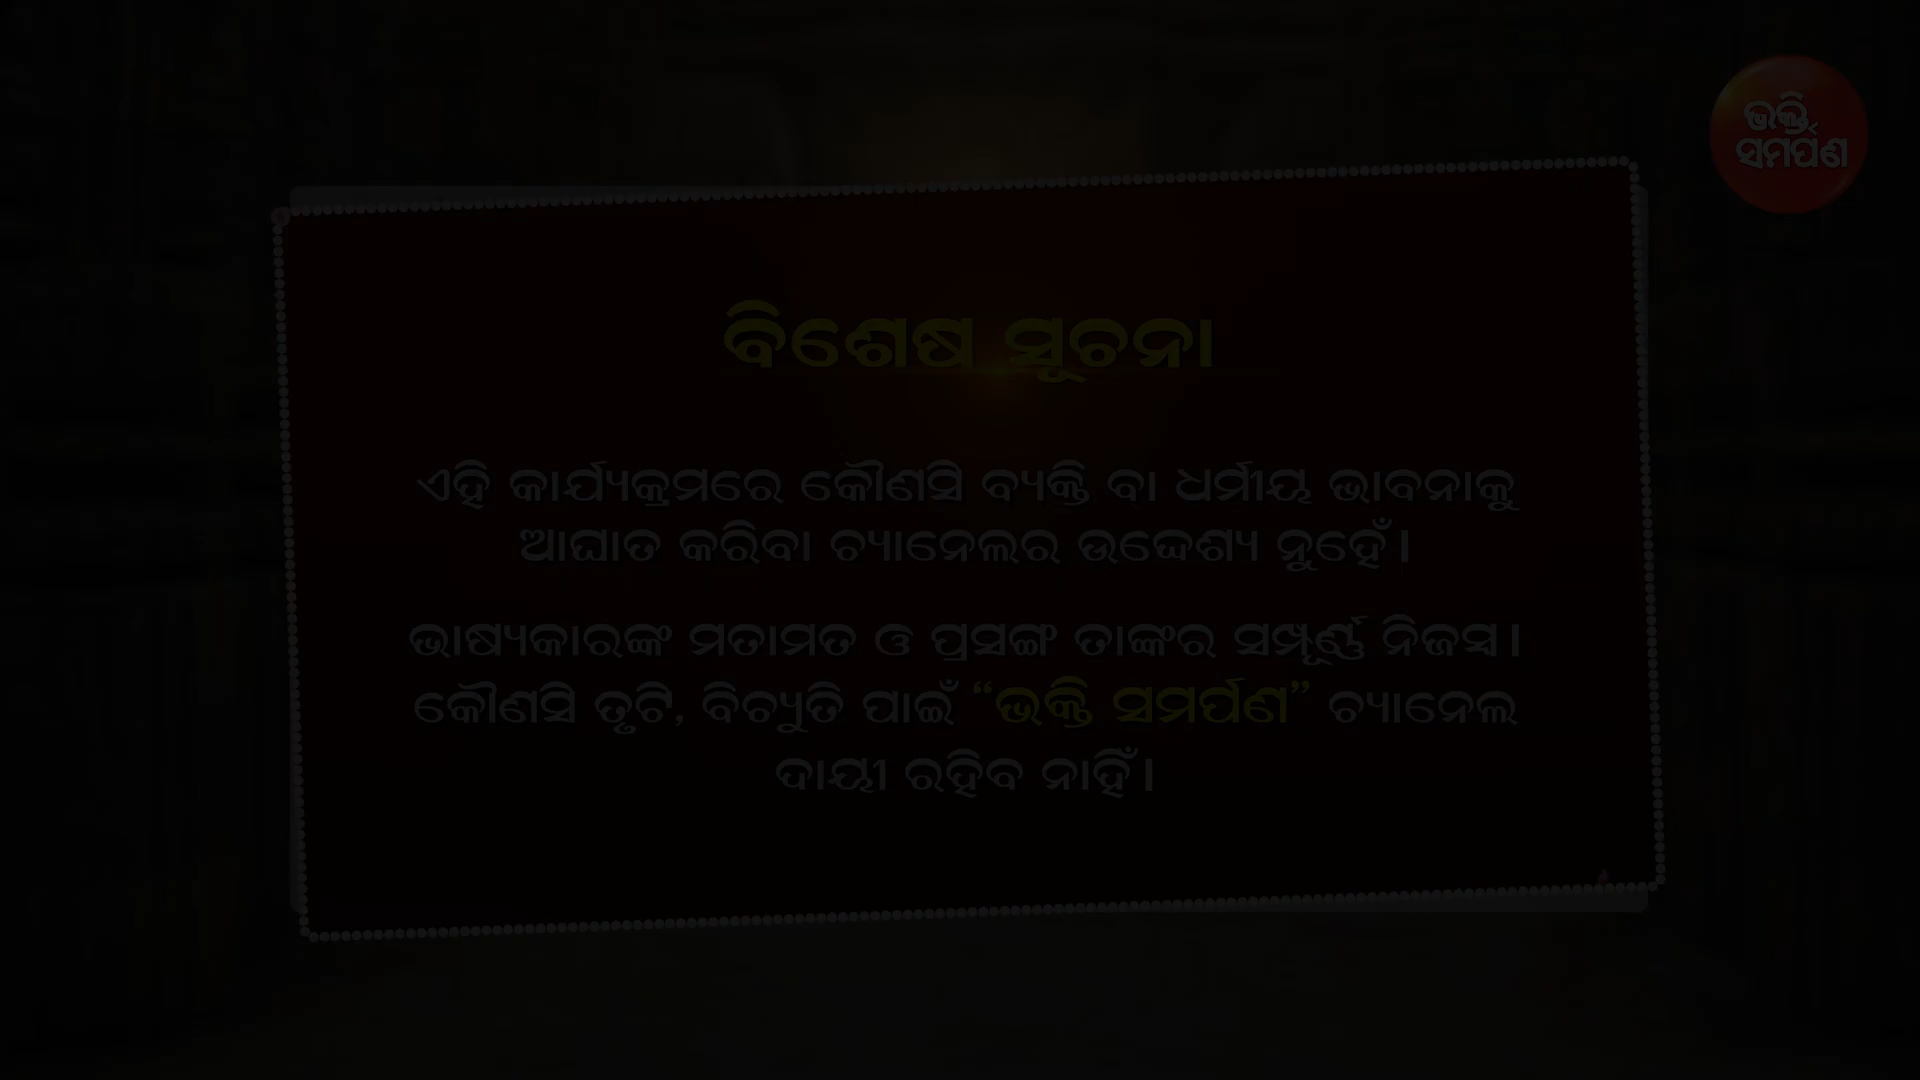 ଭକ୍ତି
ସମର୍ପଣ
ବିଶେଷ ସୂଚନା
ଏହି କାର୍ଯ୍ୟକ୍ରମରେ କୌଣସି ବ୍ୟକ୍ତି ବା ଧର୍ମୀୟ ଭାବନାକୁ
ଆଘାତ କରିବା ଚ୍ୟାନେଲର ଉଦ୍ଦେଶ୍ୟ ନୁହେଁ ।
ଭାଷ୍ୟକାରଙ୍କ ମତାମତ ଓ ପ୍ରସଙ୍ଗ ତାଙ୍କର ସମ୍ପୂର୍ଣ୍ଣ ନିଜସ୍ୱ ।
କୌଣସି ତୃଟି, ବିଚ୍ୟୁତି ପାଇଁ “ଭକ୍ତି ସମର୍ପଣ” ଚ୍ୟାନେଲ
ଦାୟୀ ରହିବ ନାହିଁ ।